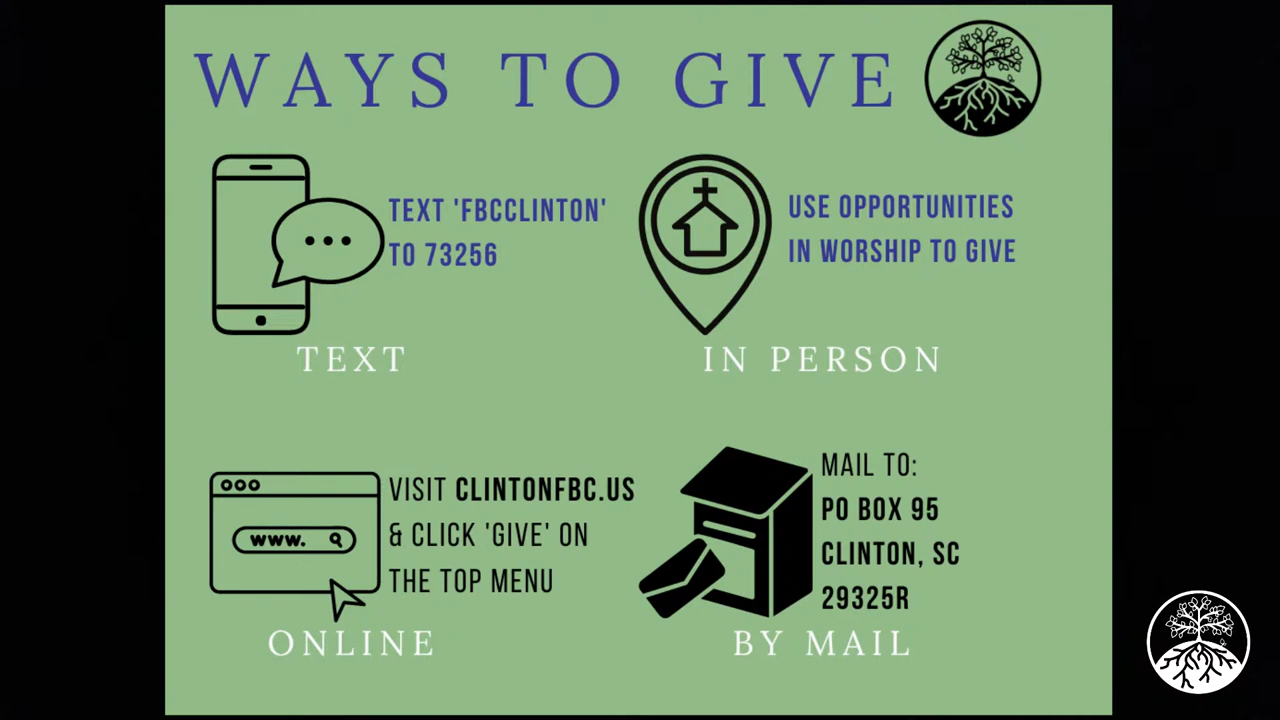 WAYS TO GIVE
TEXT 'FBCCLINTON'
TO 73256
TEXT
USE OPPORTUNITIES
IN WORSHIP TO GIVE
IN PERSON
www.
VISIT CLINTONFBC.US
& CLICK 'GIVE' ON
THE TOP MENU
ONLINE
MAIL TO:
PO BOX 95
CLINTON, SC
29325R
BY MAIL